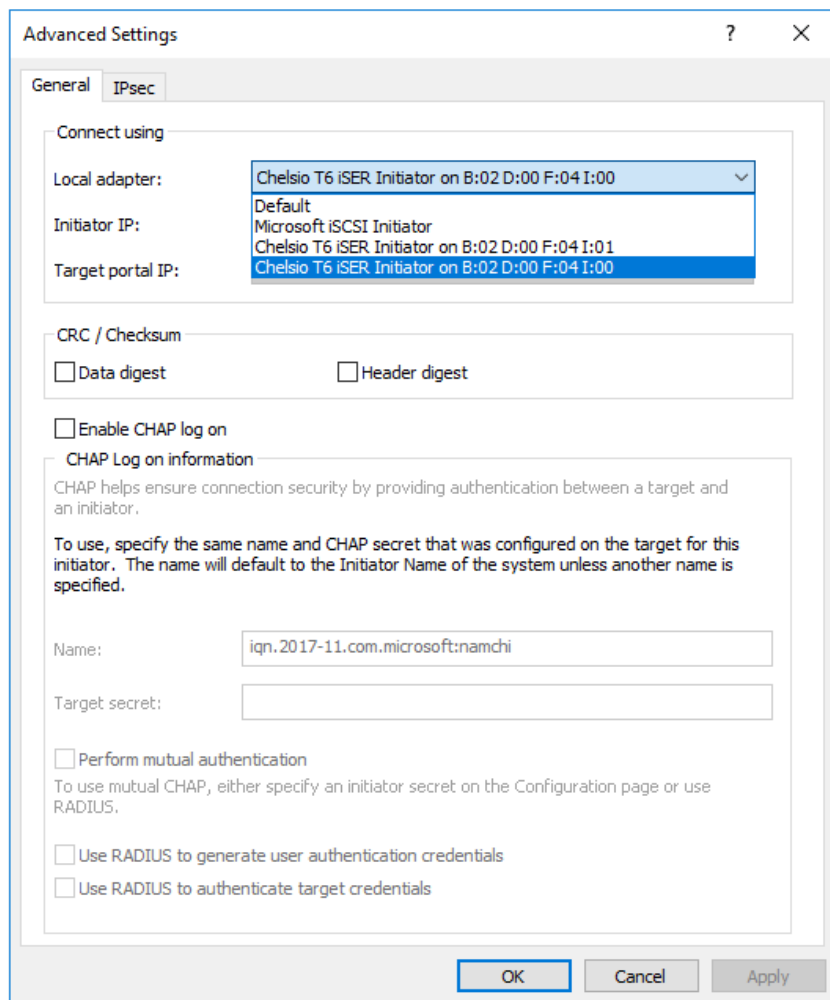 Advanced Settings
?
General
IPsec
Connect using
Local adapter:
Chelsio T6 iSER Initiator on B:02 D:00 F:04 I:00
Default
Initiator IP:
Microsoft iSCSI Initiator
Chelsio T6 iSER Initiator on B:02 D:00 F:04 I:01
Target portal IP:
Chelsio T6 iSER Initiator on B:02 D:00 F:04 I:00
CRC / Checksum
Data digest
Header digest
Enable CHAP log on
CHAP Log on information
CHAP helps ensure connection security by providing authentication between a target and
an initiator.
To use, specify the same name and CHAP secret that was configured on the target for this
initiator.  The name will default to the Initiator Name of the system unless another name is
specified.
Name:
iqn.2017-11.com.microsoft:namchi
Target secret:
Perform mutual authentication
To use mutual CHAP, either specify an initiator secret on the Configuration page or use
RADIUS.
Use RADIUS to generate user authentication credentials
Use RADIUS to authenticate target credentials
OK
Cancel
Apply